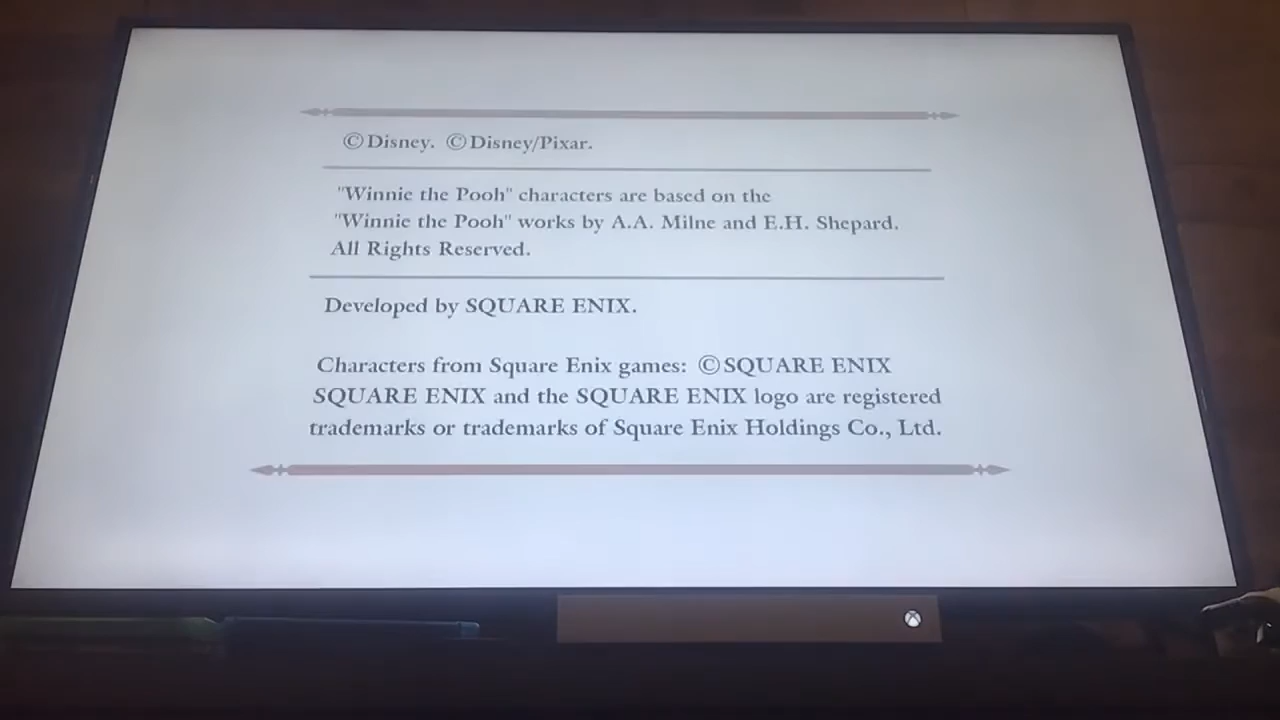 ©Disney. ©Disney/Pixar.
"Winnie the Pooh" characters are based on the
"Winnie the Pooh" works by A.A. Milne and E.H. Shepard.
All Rights Reserved.
Developed by SQUARE ENIX.
Characters from Square Enix games: ©SQUARE ENIX
SQUARE ENIX and the SQUARE ENIX logo are registered
trademarks or trademarks of Square Enix Holdings Co., Ltd.